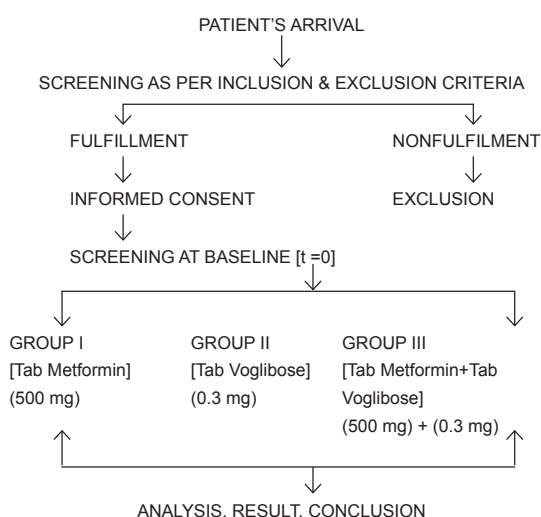 PATIENT'S ARRIVAL
SCREENING AS PER INCLUSION & EXCLUSION CRITERIA
FULFILLMENT
NONFULFILMENT
INFORMED CONSENT
EXCLUSION
SCREENING AT BASELINE [t =0]
GROUP I
[Tab Metformin]
(500 mg)
GROUP II
[Tab Voglibose]
(0.3 mg)
GROUP III
[Tab Metformin+Tab
Voglibose]
(500 mg) + (0.3 mg)
ANALYSIS, RESULT, CONCLUSION